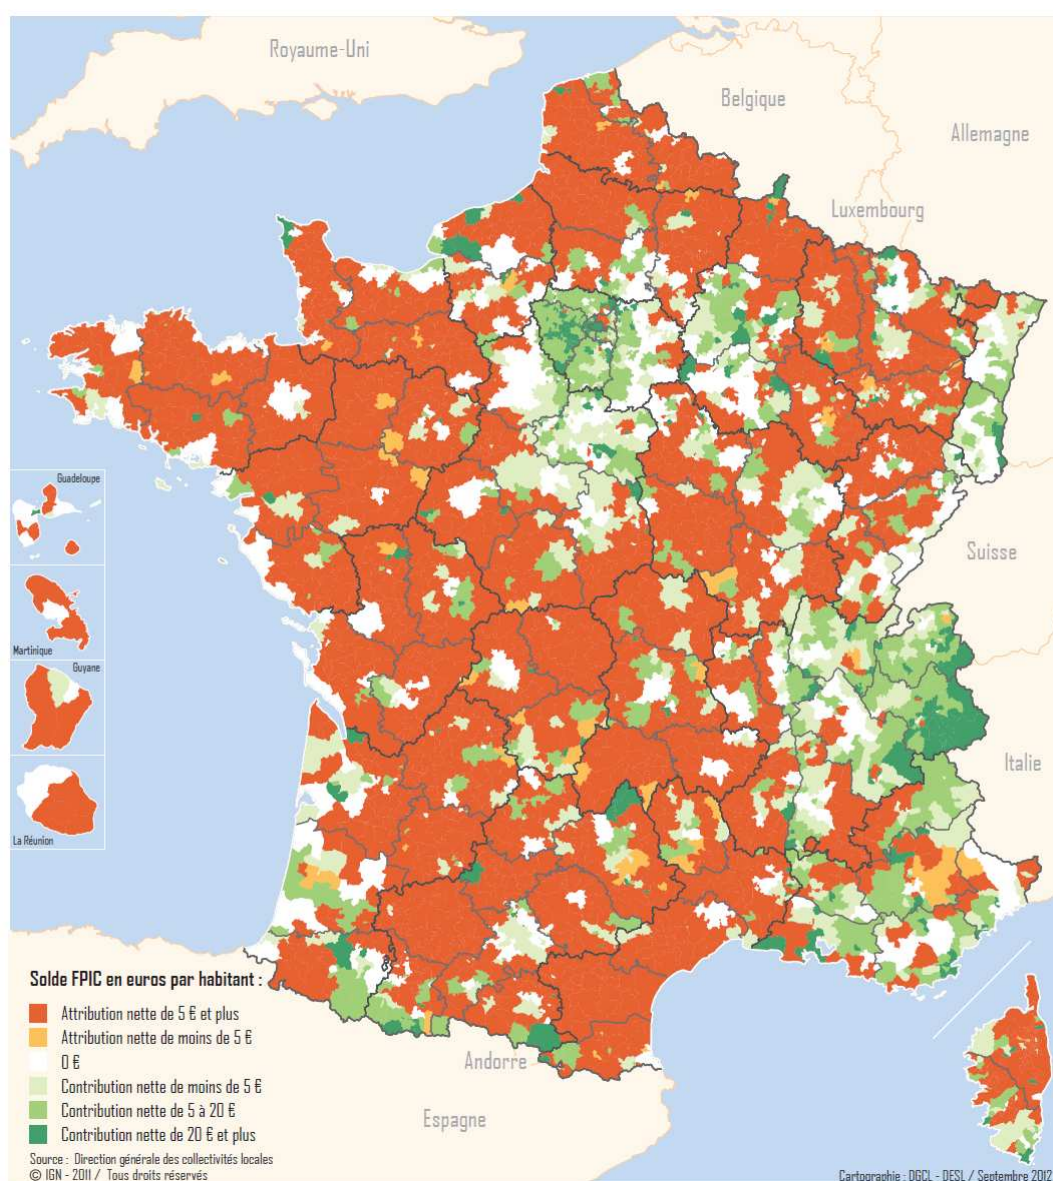 Royaume-Uni
Belgique
Allemagne
Luxembourg
Guadeloupe
Suisse
Martinique
Guyane
Italie
La Réunion
Solde FPIC en euros par habitant :
Attribution nette de 5 € et plus
Attribution nette de moins de 5 €
0 €
Contribution nette de moins de 5 €
Contribution nette de 5 à 20 €
Contribution nette de 20 € et plus
Andorre
Espagne
Source : Direction générale des collectivités locales
© IGN - 2011 / Tous droits réservés
Cartographie : DGCL - DESL / Septembre 2012